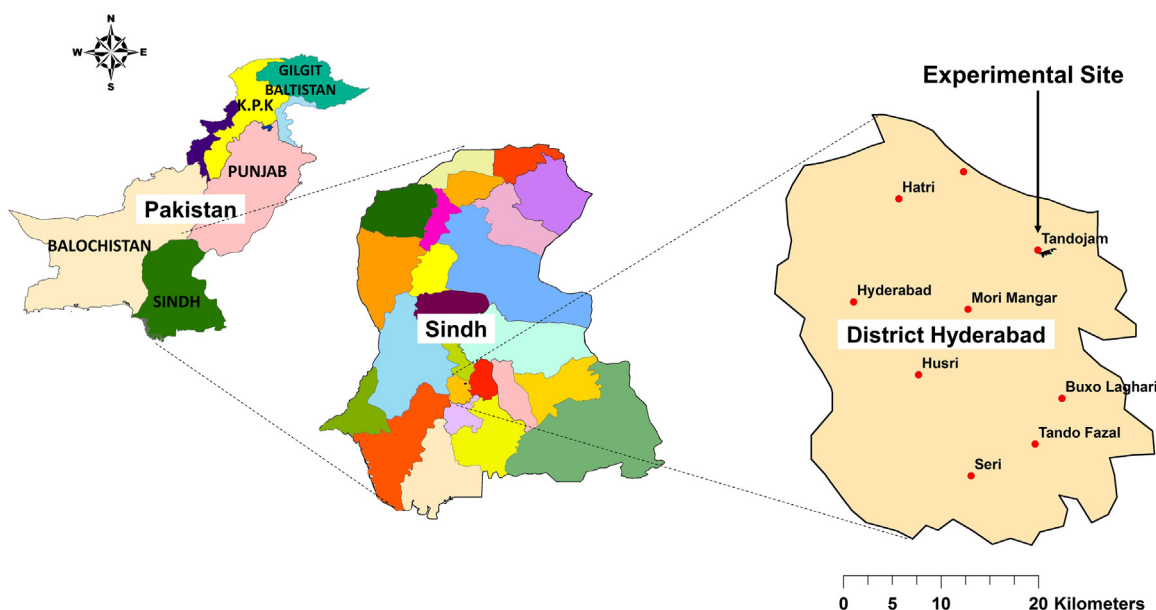 N
W E
S
GILGIT
BALTISTAN
K.P.K
PUNJAB
Pakistan
BALOCHISTAN
SINDH
Sindh
Experimental Site
Hatri
Tandojam
Hyderabad
Mori Mangar
District Hyderabad
Husri
Buxo Laghari
Tando Fazal
Seri
0 5 10 20 Kilometers